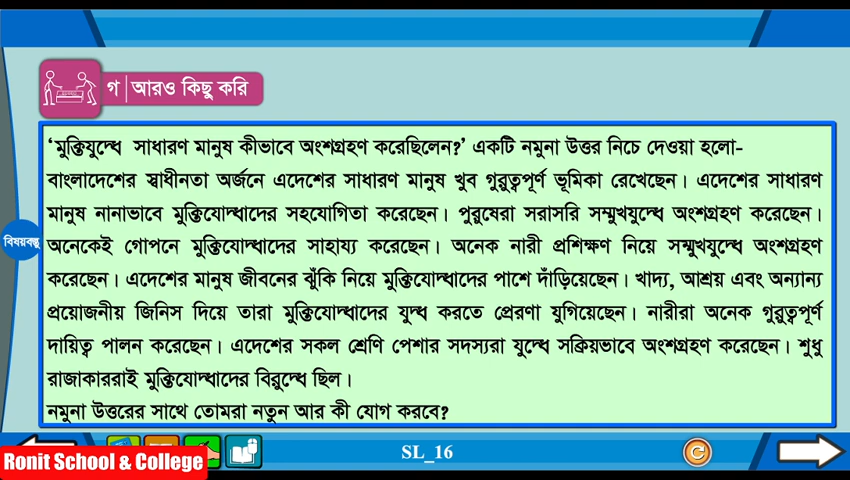 গ | আরও কিছু করি
‘মুক্তিযুদ্ধে সাধারণ মানুষ কীভাবে অংশগ্রহণ করেছিলেন?’ একটি নমুনা উত্তর নিচে দেওয়া হলো-
বাংলাদেশের স্বাধীনতা অর্জনে এদেশের সাধারণ মানুষ খুব গুরুত্বপূর্ণ ভূমিকা রেখেছেন। এদেশের সাধারণ
মানুষ নানাভাবে মুক্তিযোদ্ধাদের সহযোগিতা করেছেন। পুরুষেরা সরাসরি সম্মুখযুদ্ধে অংশগ্রহণ করেছেন।
অনেকেই গোপনে মুক্তিযোদ্ধাদের সাহায্য করেছেন। অনেক নারী প্রশিক্ষণ নিয়ে সম্মুখযুদ্ধে অংশগ্রহণ
করেছেন। এদেশের মানুষ জীবনের ঝুঁকি নিয়ে মুক্তিযোদ্ধাদের পাশে দাঁড়িয়েছেন। খাদ্য, আশ্রয় এবং অন্যান্য
প্রয়োজনীয় জিনিস দিয়ে তারা মুক্তিযোদ্ধাদের যুদ্ধ করতে প্রেরণা যুগিয়েছেন। নারীরা অনেক গুরুত্বপূর্ণ
দায়িত্ব পালন করেছেন। এদেশের সকল শ্রেণি পেশার সদস্যরা যুদ্ধে সক্রিয়ভাবে অংশগ্রহণ করেছেন। শুধু
রাজাকাররাই মুক্তিযোদ্ধাদের বিরুদ্ধে ছিল।
নমুনা উত্তরের সাথে তোমরা নতুন আর কী যোগ করবে?
বিষয়বস্তু
SL_16
Ronit School & College